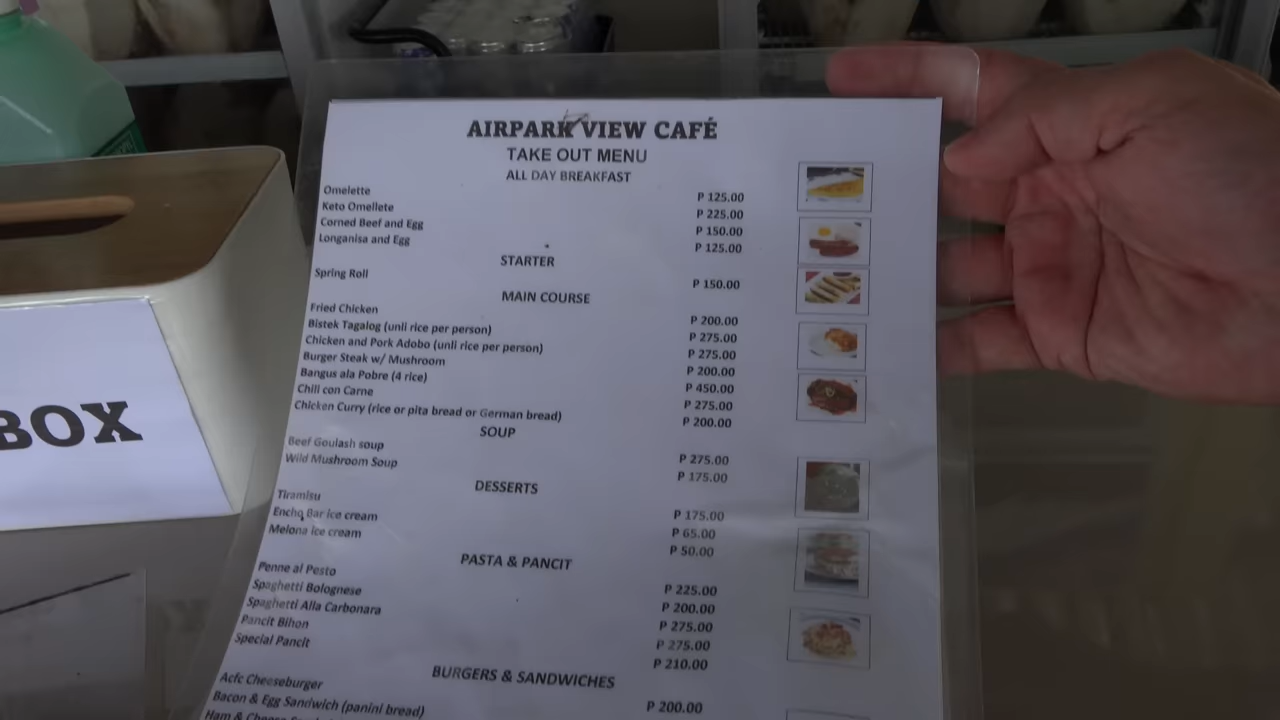 AIRPARK VIEW CAFÉ
TAKE OUT MENU
ALL DAY BREAKFAST
Omelette P 125.00
Keto Omellete P 225.00
Corned Beef and Egg P 150.00
Longanisa and Egg P 125.00
STARTER
Spring Roll P 150.00
MAIN COURSE
Fried Chicken P 200.00
Bistek Tagalog (unli rice per person) P 275.00
Chicken and Pork Adobo (unli rice per person) P 275.00
Burger Steak w/ Mushroom P 200.00
Bangus ala Pobre (4 rice) P 450.00
Chili con Carne P 275.00
Chicken Curry (rice or pita bread or German bread) P 200.00
SOUP
Beef Goulash soup P 275.00
Wild Mushroom Soup P 175.00
DESSERTS
Tiramisu P 175.00
Encho Bar ice cream P 65.00
Melona ice cream P 50.00
PASTA & PANCIT
Penne al Pesto P 225.00
Spaghetti Bolognese P 200.00
Spaghetti Alla Carbonara P 275.00
Pancit Bihon P 275.00
Special Pancit P 210.00
BURGERS & SANDWICHES
Acfc Cheeseburger P 200.00
Bacon & Egg Sandwich (panini bread)
Ham & Cheese
BOX